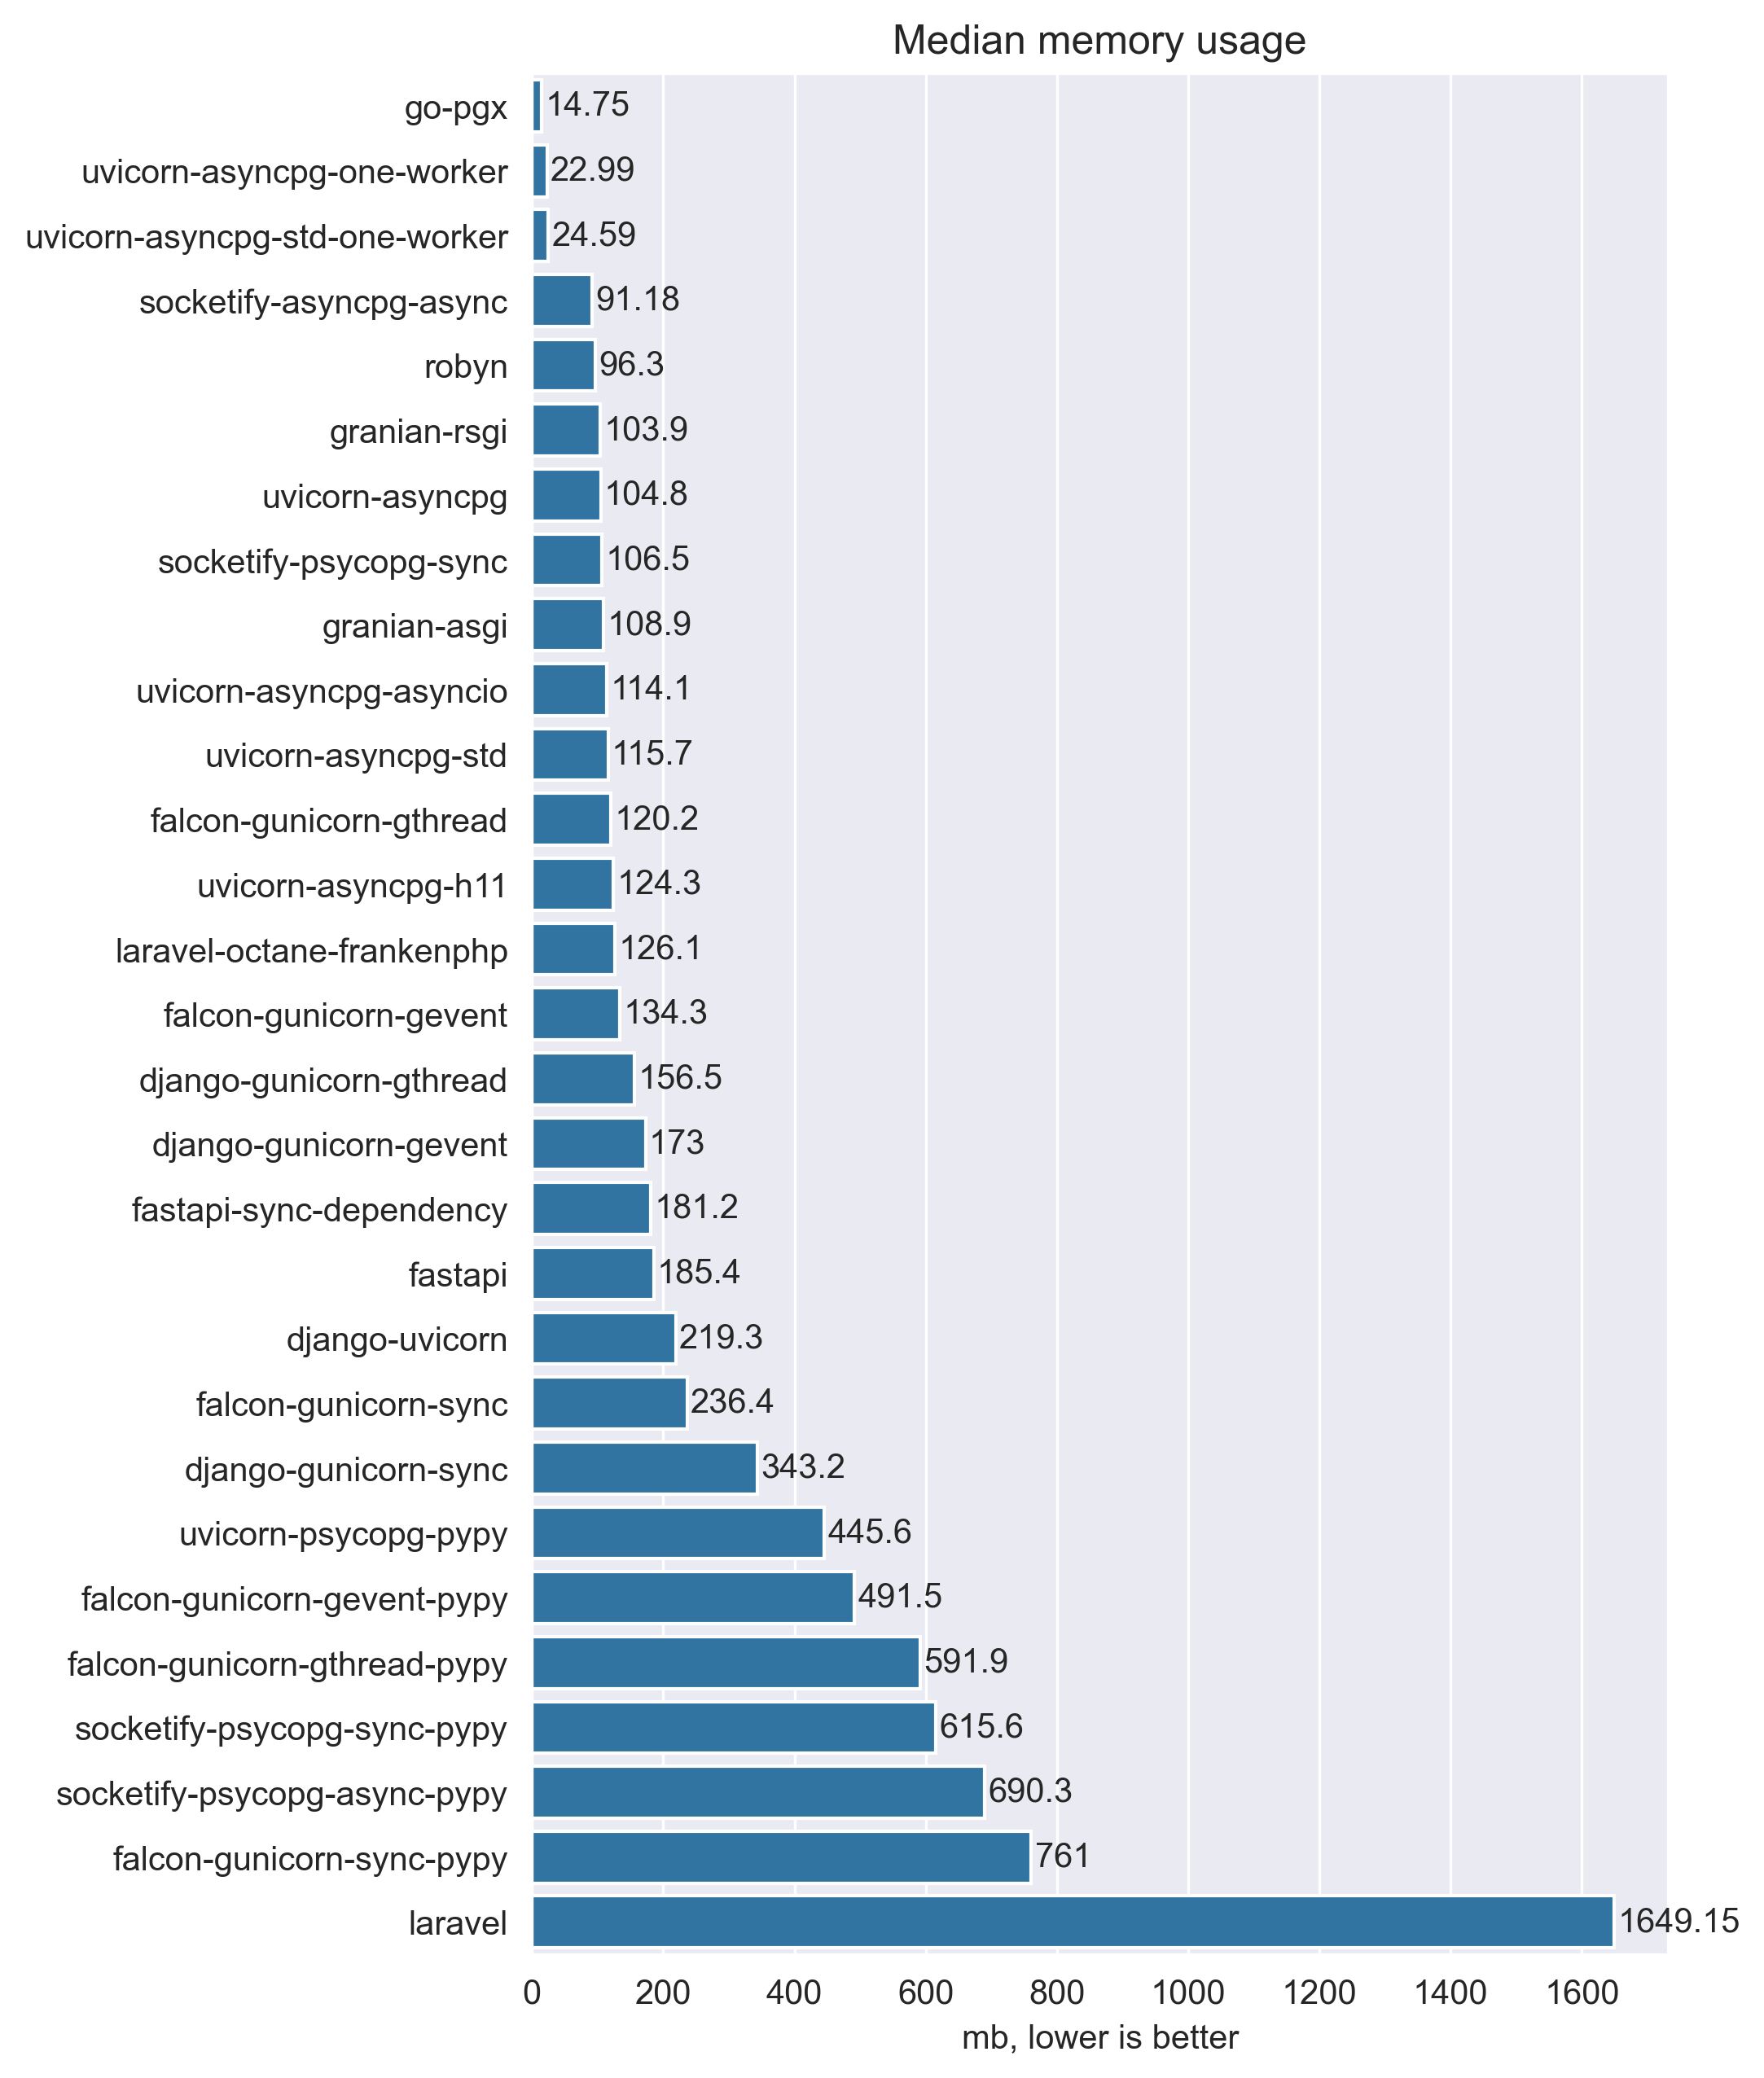 Median memory usage
go-pgx 14.75
uvicorn-asyncpg-one-worker 22.99
uvicorn-asyncpg-std-one-worker 24.59
socketify-asyncpg-async 91.18
robyn 96.3
granian-rsgi 103.9
uvicorn-asyncpg 104.8
socketify-psycopg-sync 106.5
granian-asgi 108.9
uvicorn-asyncpg-asyncio 114.1
uvicorn-asyncpg-std 115.7
falcon-gunicorn-gthread 120.2
uvicorn-asyncpg-h11 124.3
laravel-octane-frankenphp 126.1
falcon-gunicorn-gevent 134.3
django-gunicorn-gthread 156.5
django-gunicorn-gevent 173
fastapi-sync-dependency 181.2
fastapi 185.4
django-uvicorn 219.3
falcon-gunicorn-sync 236.4
django-gunicorn-sync 343.2
uvicorn-psycopg-pypy 445.6
falcon-gunicorn-gevent-pypy 491.5
falcon-gunicorn-gthread-pypy 591.9
socketify-psycopg-sync-pypy 615.6
socketify-psycopg-async-pypy 690.3
falcon-gunicorn-sync-pypy 761
laravel 1649.15
0 200 400 600 800 1000 1200 1400 1600
mb, lower is better